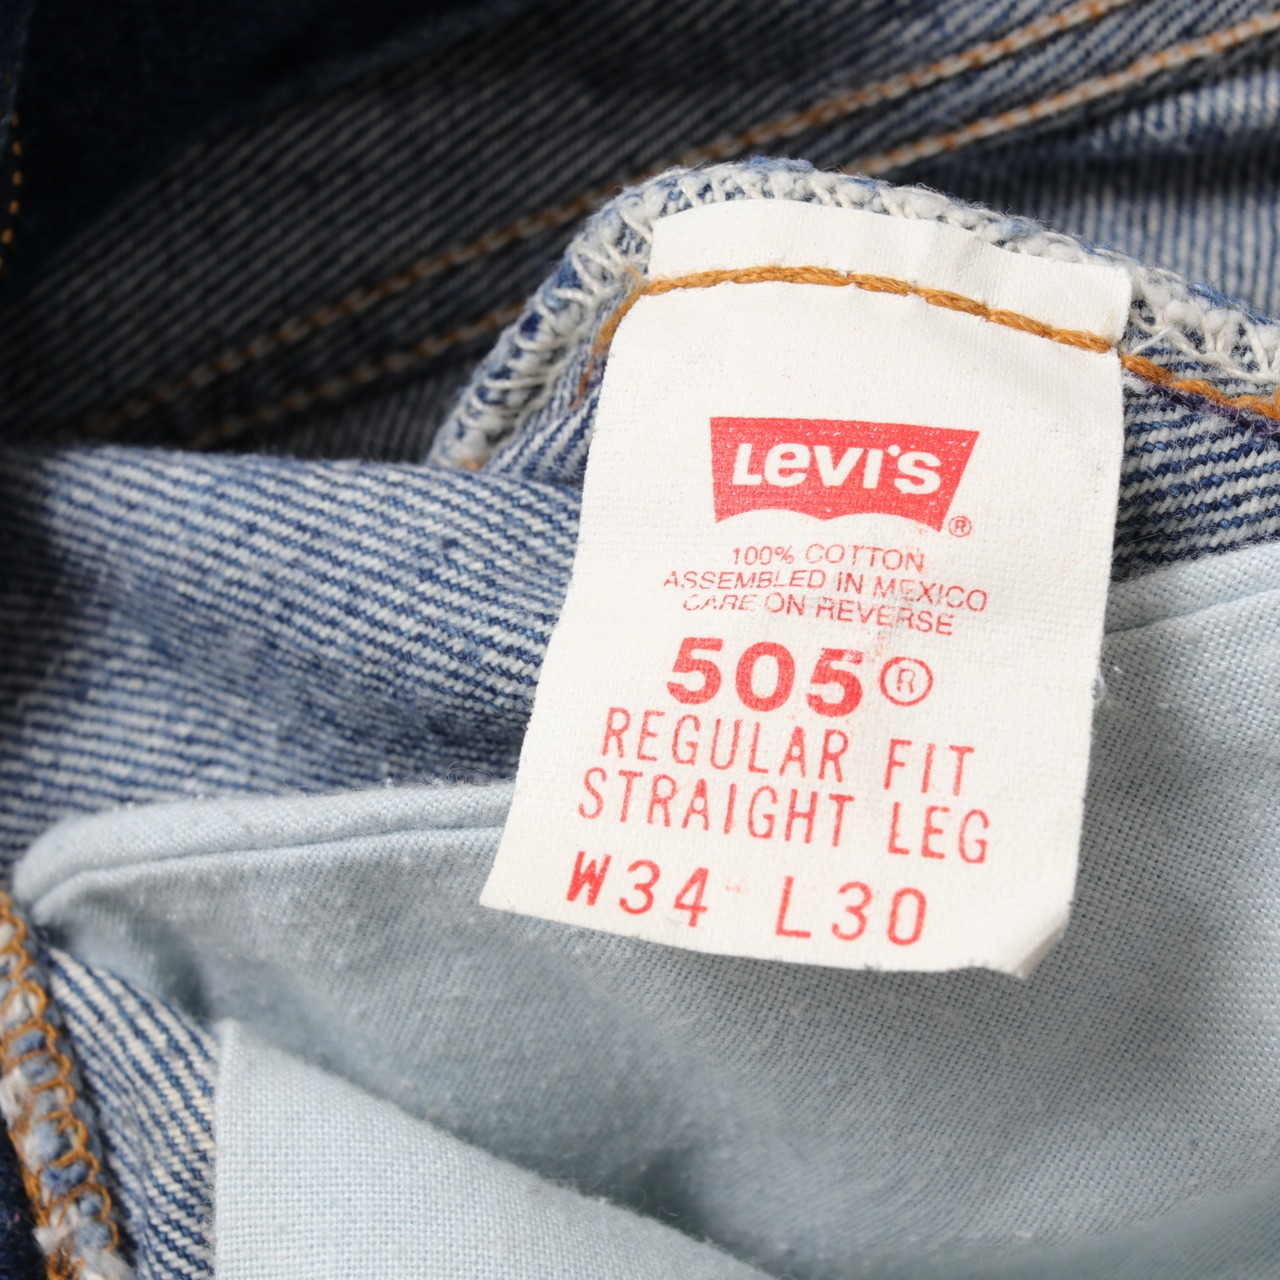 LEVI'S®
100% COTTON
ASSEMBLED IN MEXICO
CARE ON REVERSE
505®
REGULAR FIT
STRAIGHT LEG
W34 L30